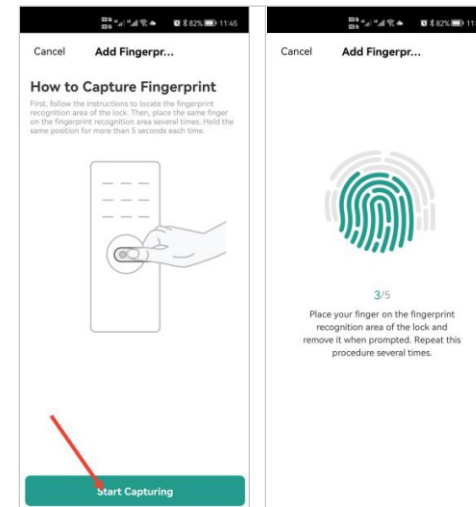 82% 11:45
Cancel Add Fingerpr...
How to Capture Fingerprint
First, follow the instructions to locate the fingerprint
recognition area of the lock. Then, place the same finger
on the fingerprint recognition area several times. Hold the
same position for more than 5 seconds each time.
Start Capturing
82% 11
Cancel Add Fingerpr...
3/5
Place your finger on the fingerprint
recognition area of the lock and
remove it when prompted. Repeat this
procedure several times.